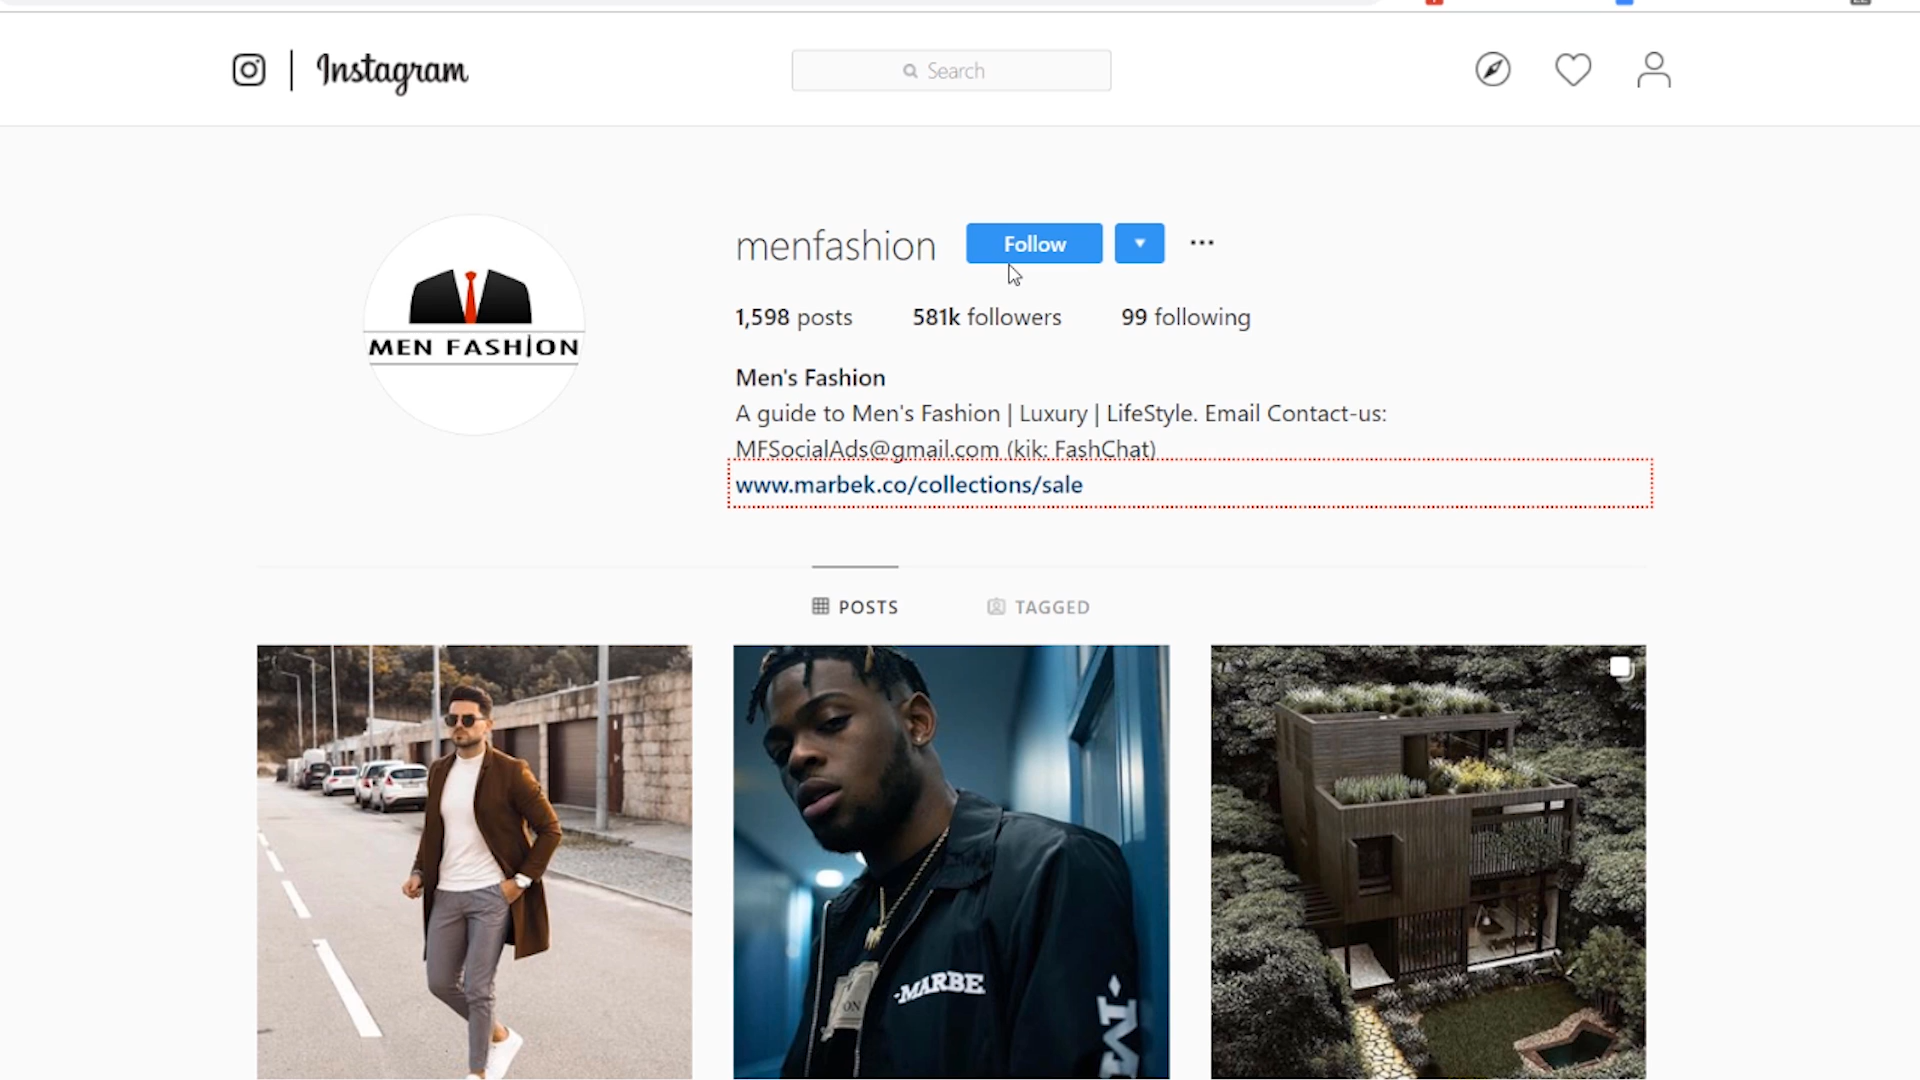 Instagram
Search
menfashion
Follow
1,598 posts
581k followers
99 following
MEN FASHION
Men's Fashion
A guide to Men's Fashion | Luxury | LifeStyle. Email Contact-us:
MFSocialAds@gmail.com (kik: FashChat)
www.marbek.co/collections/sale
POSTS
TAGGED
MARBE
ON
M